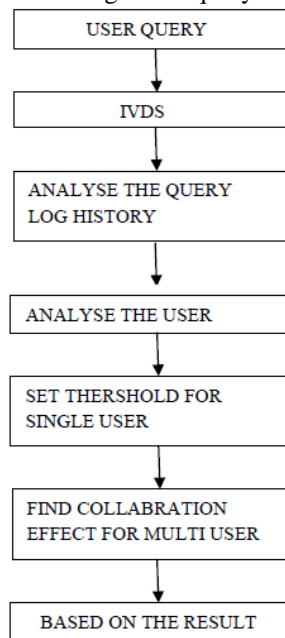 USER QUERY
IVDS
ANALYSE THE QUERY
LOG HISTORY
ANALYSE THE USER
SET THERSHOLD FOR
SINGLE USER
FIND COLLABRATION
EFFECT FOR MULTI USER
BASED ON THE RESULT